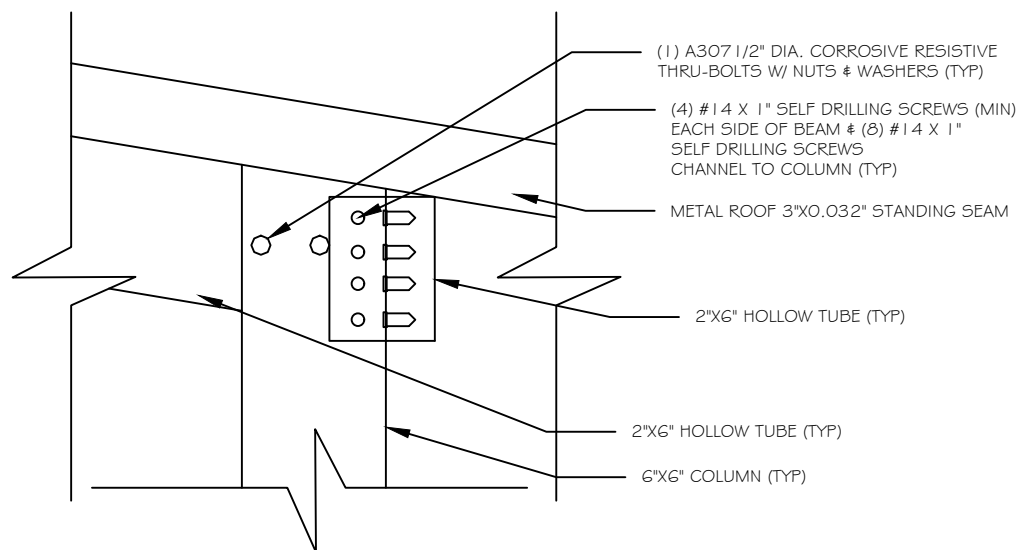 (1) A307 1/2" DIA. CORROSIVE RESISTIVE
THRU-BOLTS W/ NUTS & WASHERS (TYP)
(4) #14 X 1" SELF DRILLING SCREWS (MIN)
EACH SIDE OF BEAM & (8) #14 X 1"
SELF DRILLING SCREWS
CHANNEL TO COLUMN (TYP)
METAL ROOF 3"X0.032" STANDING SEAM
2"X6" HOLLOW TUBE (TYP)
2"X6" HOLLOW TUBE (TYP)
6"X6" COLUMN (TYP)